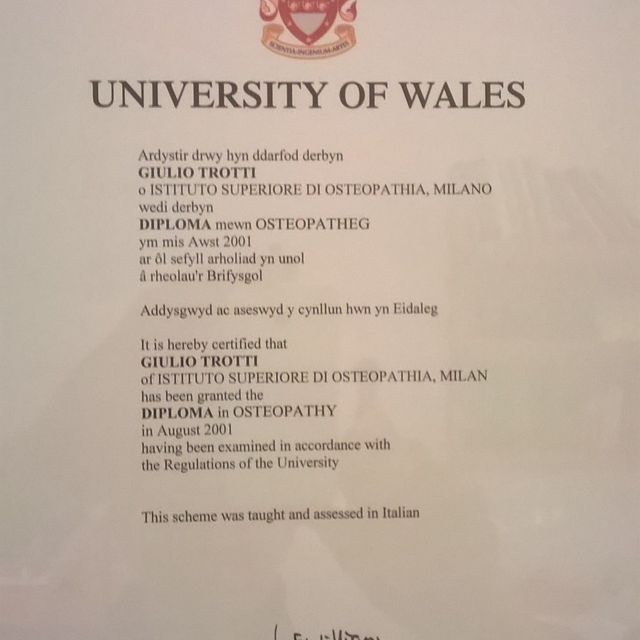 SCIENTIA·INGENIUM·ARTES
UNIVERSITY OF WALES
Ardystir drwy hyn ddarfod derbyn
GIULIO TROTTI
o ISTITUTO SUPERIORE DI OSTEOPATHIA, MILANO
wedi derbyn
DIPLOMA mewn OSTEOPATHEG
ym mis Awst 2001
ar ôl sefyll arholiad yn unol
â rheolau'r Brifysgol
Addysgwyd ac aseswyd y cynllun hwn yn Eidaleg
It is hereby certified that
GIULIO TROTTI
of ISTITUTO SUPERIORE DI OSTEOPATHIA, MILAN
has been granted the
DIPLOMA in OSTEOPATHY
in August 2001
having been examined in accordance with
the Regulations of the University
This scheme was taught and assessed in Italian